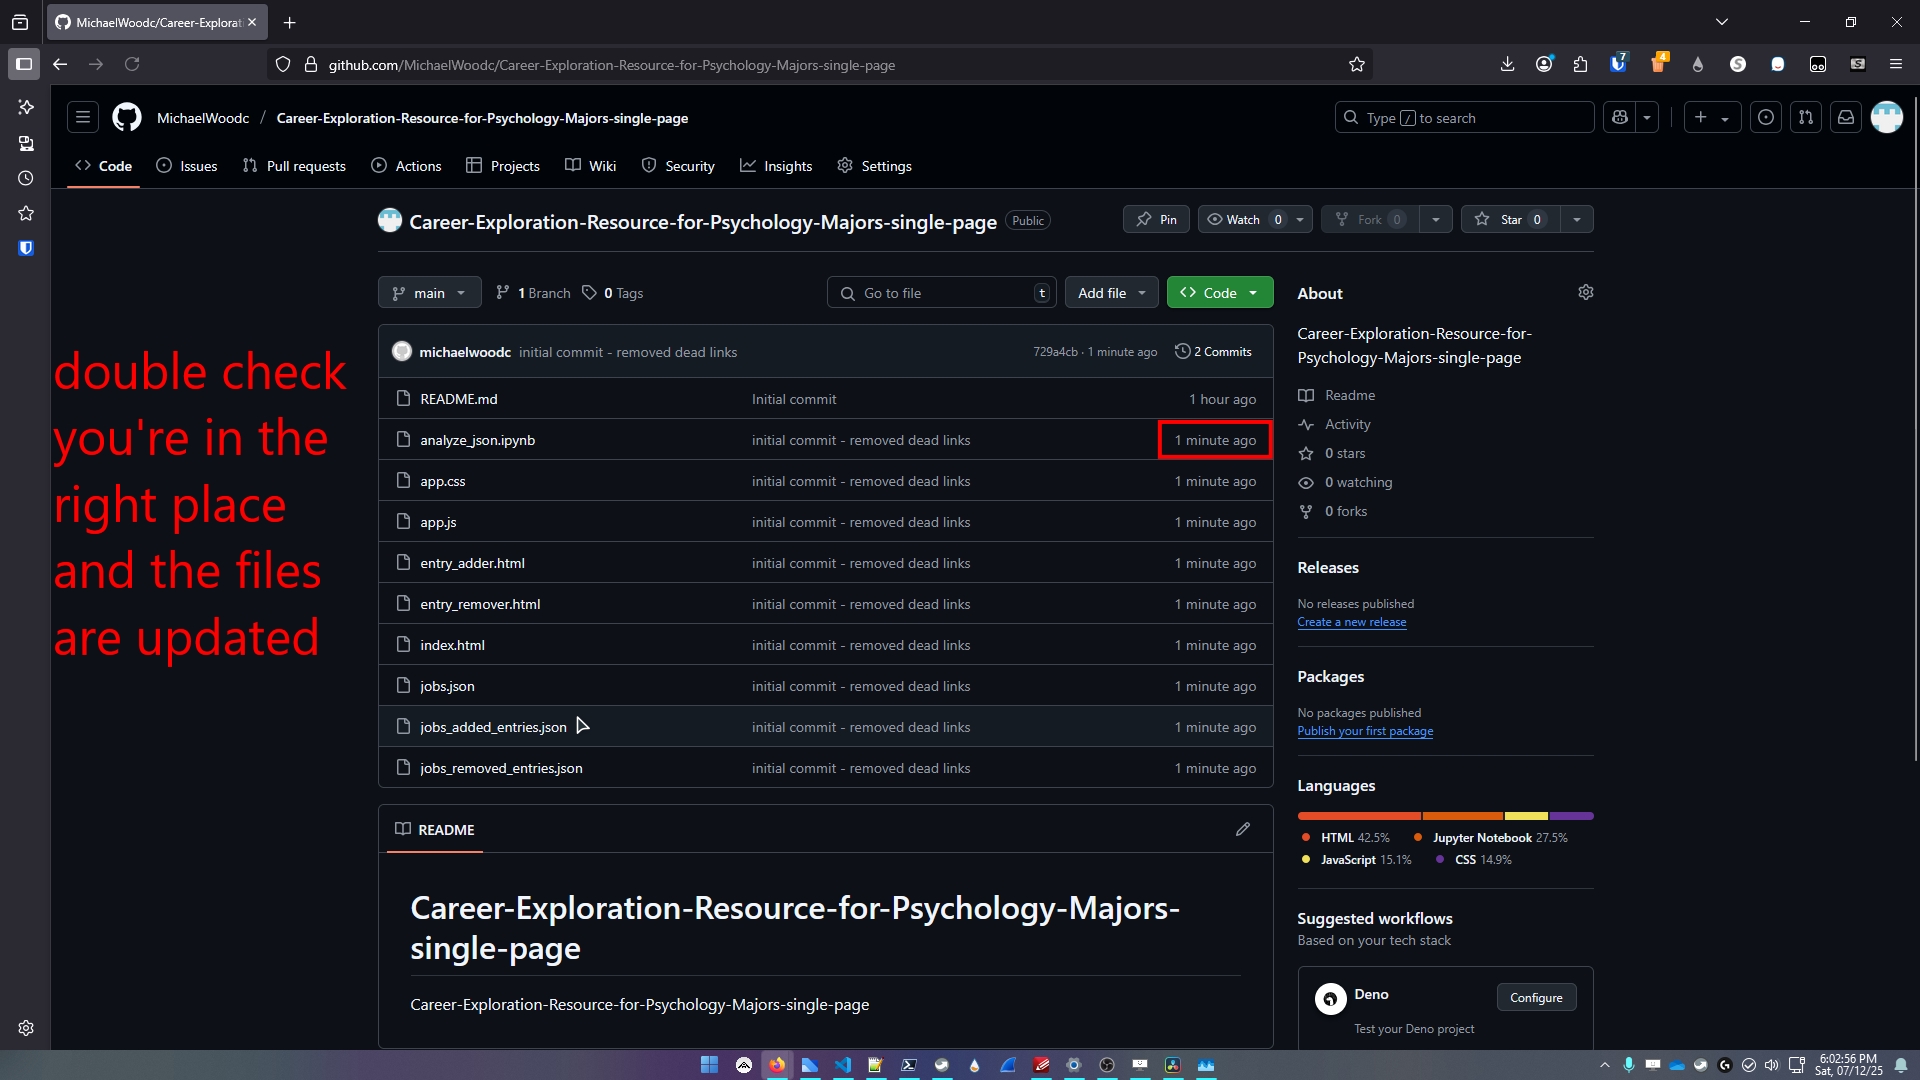 MichaelWoodc/Career-Explorati
github.com/MichaelWoodc/Career-Exploration-Resource-for-Psychology-Majors-single-page
7
4
MichaelWoodc / Career-Exploration-Resource-for-Psychology-Majors-single-page
Type / to search
Code Issues Pull requests Actions Projects Wiki Security Insights Settings
Career-Exploration-Resource-for-Psychology-Majors-single-page Public
Pin Watch 0 Fork 0 Star 0
main 1 Branch 0 Tags
Go to file t Add file Code
michaelwoodc initial commit - removed dead links 729a4cb · 1 minute ago 2 Commits
README.md Initial commit 1 hour ago
analyze_json.ipynb initial commit - removed dead links 1 minute ago
app.css initial commit - removed dead links 1 minute ago
app.js initial commit - removed dead links 1 minute ago
entry_adder.html initial commit - removed dead links 1 minute ago
entry_remover.html initial commit - removed dead links 1 minute ago
index.html initial commit - removed dead links 1 minute ago
jobs.json initial commit - removed dead links 1 minute ago
jobs_added_entries.json initial commit - removed dead links 1 minute ago
jobs_removed_entries.json initial commit - removed dead links 1 minute ago
double check
you're in the
right place
and the files
are updated
README
Career-Exploration-Resource-for-Psychology-Majors-
single-page
Career-Exploration-Resource-for-Psychology-Majors-single-page
About
Career-Exploration-Resource-for-
Psychology-Majors-single-page
Readme
Activity
0 stars
0 watching
0 forks
Releases
No releases published
Create a new release
Packages
No packages published
Publish your first package
Languages
HTML 42.5% Jupyter Notebook 27.5%
JavaScript 15.1% CSS 14.9%
Suggested workflows
Based on your tech stack
Deno
Configure
Test your Deno project
6:02:56 PM
Sat, 07/12/25